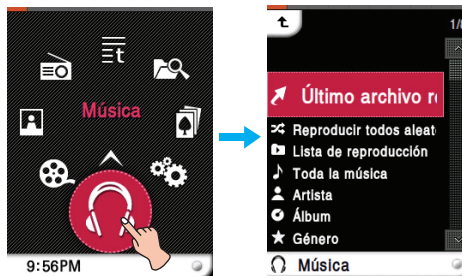 t
Música
9:56PM
1/
Último archivo r
Reproducir todos aleat
Lista de reproducción
Toda la música
Artista
Álbum
Género
Música